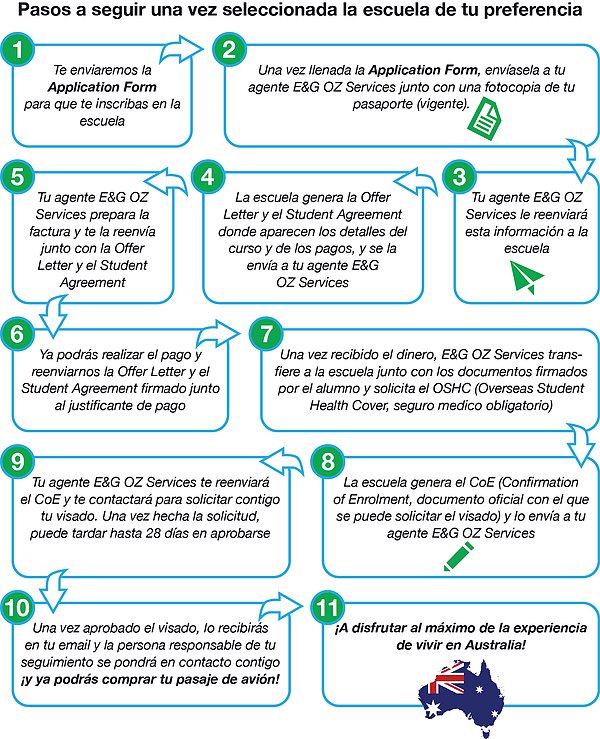 Pasos a seguir una vez seleccionada la escuela de tu preferencia
1
Te enviaremos la
Application Form
para que te inscribas en la
escuela
2
Una vez llenada la Application Form, envíasela a tu
agente E&G OZ Services junto con una fotocopia de tu
pasaporte (vigente).
3
Tu agente E&G OZ
Services le reenviará
esta información a la
escuela
4
La escuela genera la Offer
Letter y el Student Agreement
donde aparecen los detalles del
curso y de los pagos, y se la
envía a tu agente E&G
OZ Services
5
Tu agente E&G OZ
Services prepara la
factura y te la reenvía
junto con la Offer
Letter y el Student
Agreement
6
Ya podrás realizar el pago y
reenviarnos la Offer Letter y el
Student Agreement firmado junto
al justificante de pago
7
Una vez recibido el dinero, E&G OZ Services trans-
fiere a la escuela junto con los documentos firmados
por el alumno y solicita el OSHC (Overseas Student
Health Cover, seguro medico obligatorio)
8
La escuela genera el CoE (Confirmation
of Enrolment, documento oficial con el que
se puede solicitar el visado) y lo envía a tu
agente E&G OZ Services
9
Tu agente E&G OZ Services te reenviará
el CoE y te contactará para solicitar contigo
tu visado. Una vez hecha la solicitud,
puede tardar hasta 28 días en aprobarse
10
Una vez aprobado el visado, lo recibirás
en tu email y la persona responsable de tu
seguimiento se pondrá en contacto contigo
¡y ya podrás comprar tu pasaje de avión!
11
¡A disfrutar al máximo de la experiencia
de vivir en Australia!